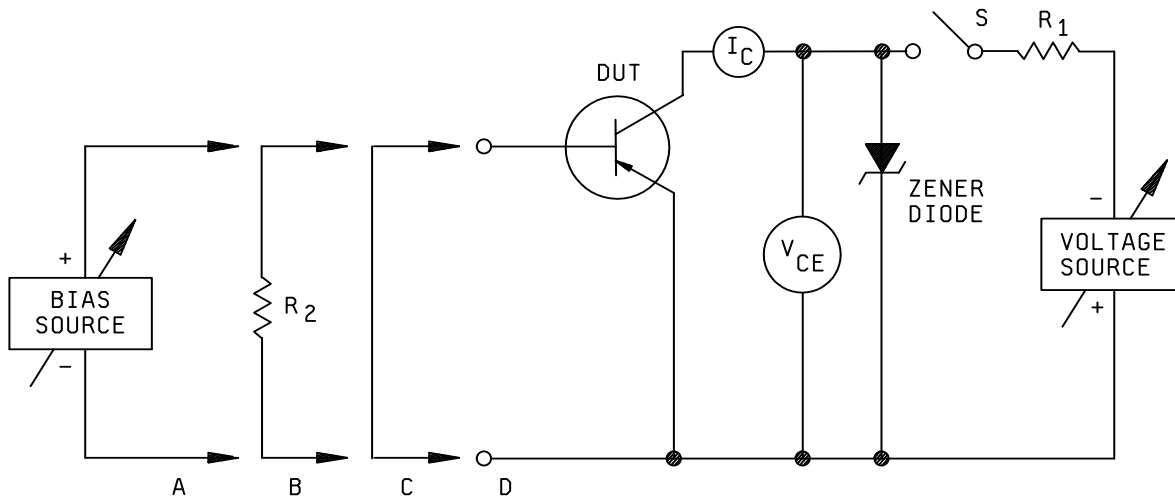 S
R1
IC
DUT
ZENER
DIODE
−
+
VCE
VOLTAGE
SOURCE
BIAS
SOURCE
R2
+
−
A
B
C
D